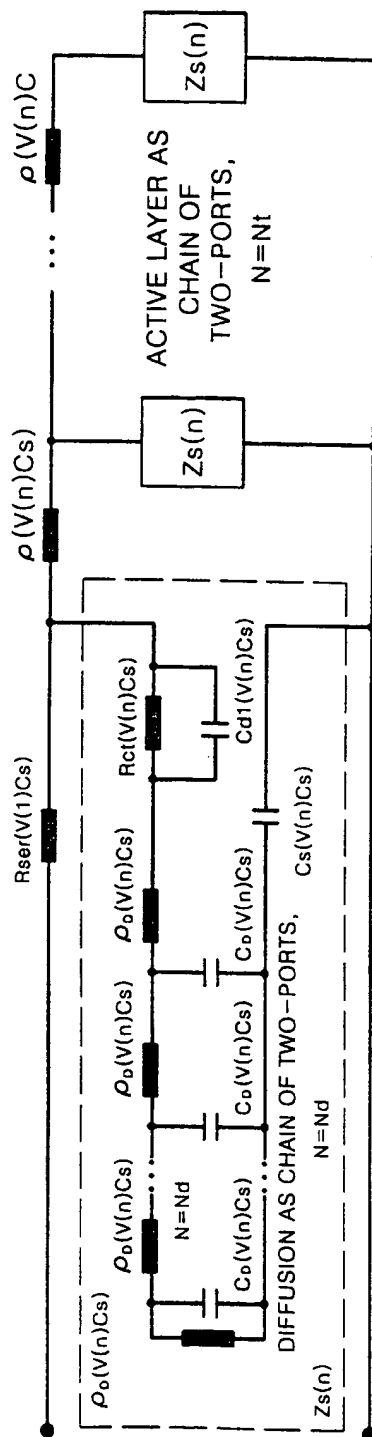 Rser(V(1)Cs)
ρ(V(n)Cs)
...
ρ(V(n)C
Zs(n)
Zs(n)
ACTIVE LAYER AS
CHAIN OF
TWO-PORTS,
N=Nt
ρD(V(n)Cs)
ρD(V(n)Cs)
ρD(V(n)Cs)
ρD(V(n)Cs)
Rct(V(n)Cs)
N=Nd
...
CD(V(n)Cs)
CD(V(n)Cs)
CD(V(n)Cs)
Cd1(V(n)Cs)
...
Cs(V(n)Cs)
DIFFUSION AS CHAIN OF TWO-PORTS,
N=Nd
Zs(n)